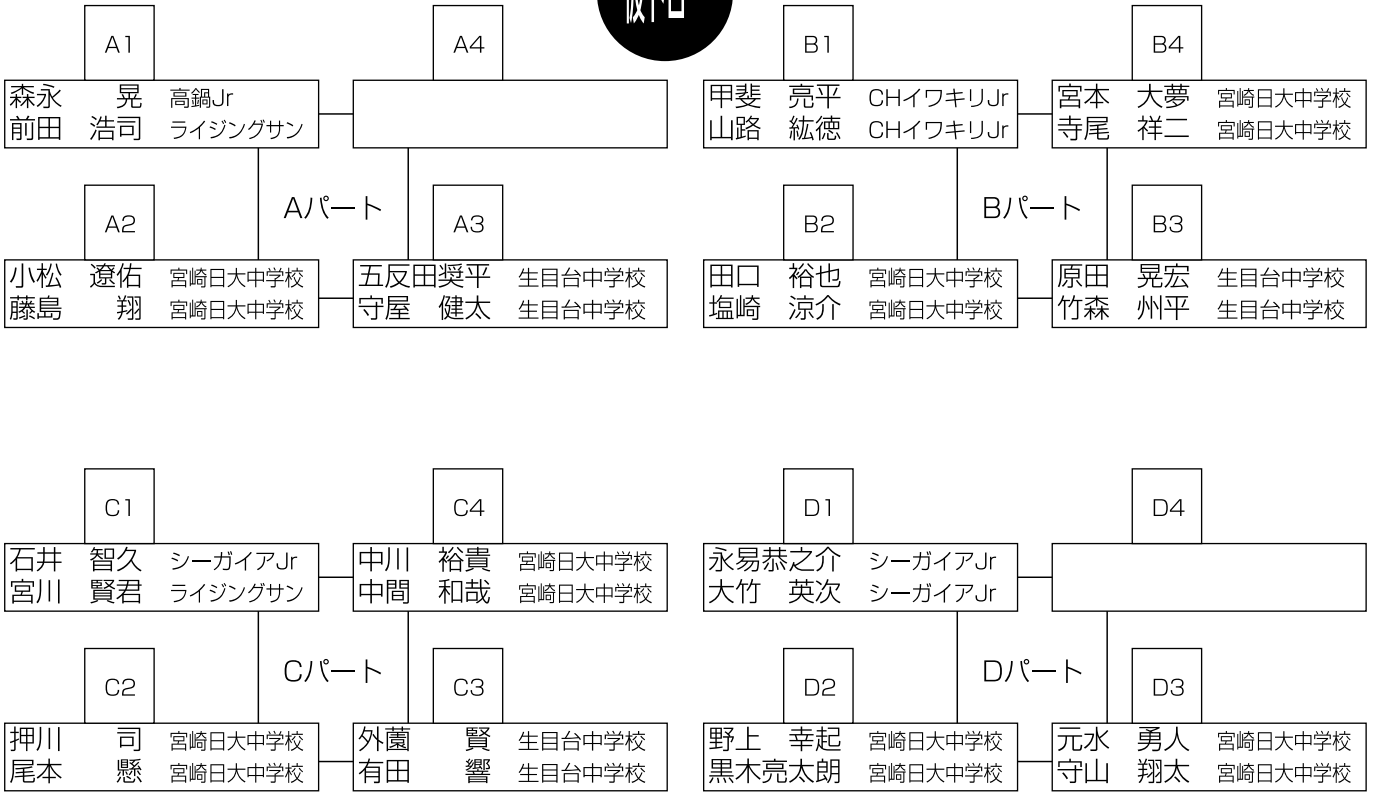 仮ドロ
A1
森永 晃 高鍋Jr
前田 浩司 ライジングサン
A4
Aパート
A2
小松 遼佑 宮崎日大中学校
藤島 翔 宮崎日大中学校
A3
五反田奨平 生目台中学校
守屋 健太 生目台中学校
B1
甲斐 亮平 CHイワキリJr
山路 紘徳 CHイワキリJr
B4
宮本 大夢 宮崎日大中学校
寺尾 祥二 宮崎日大中学校
Bパート
B2
田口 裕也 宮崎日大中学校
塩崎 涼介 宮崎日大中学校
B3
原田 晃宏 生目台中学校
竹森 州平 生目台中学校
C1
石井 智久 シーガイアJr
宮川 賢君 ライジングサン
C4
中川 裕貴 宮崎日大中学校
中間 和哉 宮崎日大中学校
Cパート
C2
押川 司 宮崎日大中学校
尾本 懸 宮崎日大中学校
C3
外薗 賢 生目台中学校
有田 響 生目台中学校
D1
永易恭之介 シーガイアJr
大竹 英次 シーガイアJr
D4
Dパート
D2
野上 幸起 宮崎日大中学校
黒木亮太朗 宮崎日大中学校
D3
元水 勇人 宮崎日大中学校
守山 翔太 宮崎日大中学校